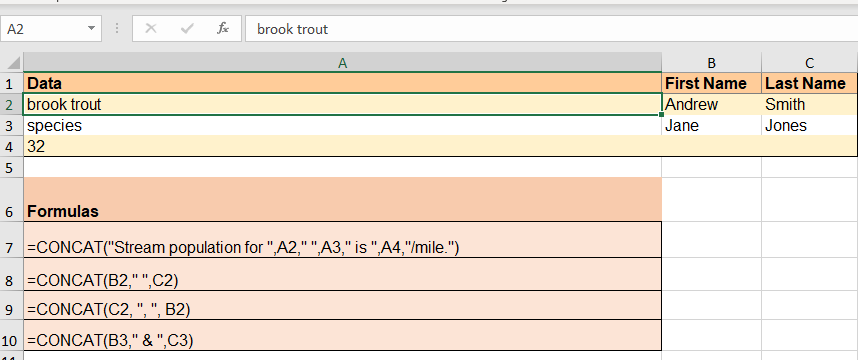 A2 fx brook trout
A B C
1 Data First Name Last Name
2 brook trout Andrew Smith
3 species Jane Jones
4 32
5
6 Formulas
7 =CONCAT("Stream population for ",A2," ",A3," is ",A4,"/mile.")
8 =CONCAT(B2," ",C2)
9 =CONCAT(C2, ", ", B2)
10 =CONCAT(B3," & ",C3)